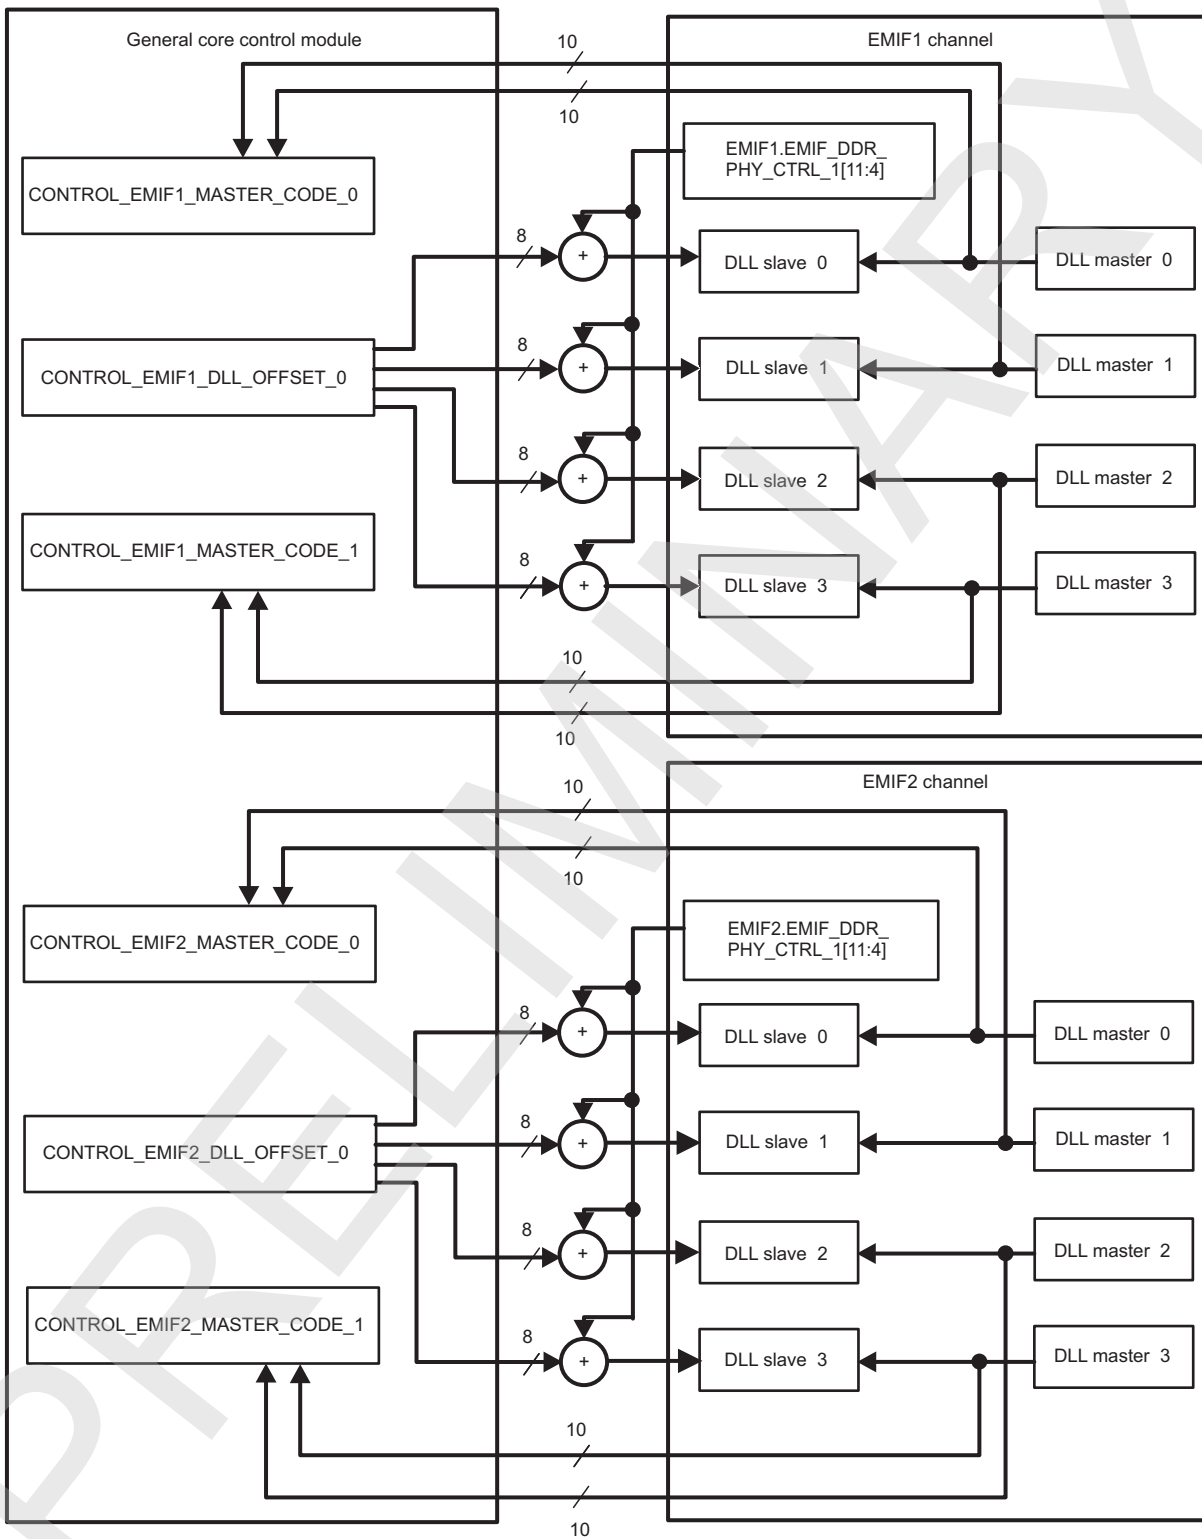 General core control module
EMIF1 channel
10
10
EMIF1.EMIF_DDR_
PHY_CTRL_1[11:4]
CONTROL_EMIF1_MASTER_CODE_0
8
+
DLL slave 0
DLL master 0
8
+
DLL slave 1
DLL master 1
CONTROL_EMIF1_DLL_OFFSET_0
8
+
DLL slave 2
DLL master 2
CONTROL_EMIF1_MASTER_CODE_1
8
+
DLL slave 3
DLL master 3
10
10
EMIF2 channel
10
10
EMIF2.EMIF_DDR_
PHY_CTRL_1[11:4]
CONTROL_EMIF2_MASTER_CODE_0
8
+
DLL slave 0
DLL master 0
8
+
DLL slave 1
DLL master 1
CONTROL_EMIF2_DLL_OFFSET_0
8
+
DLL slave 2
DLL master 2
CONTROL_EMIF2_MASTER_CODE_1
8
+
DLL slave 3
DLL master 3
10
10
PRELIMINARY